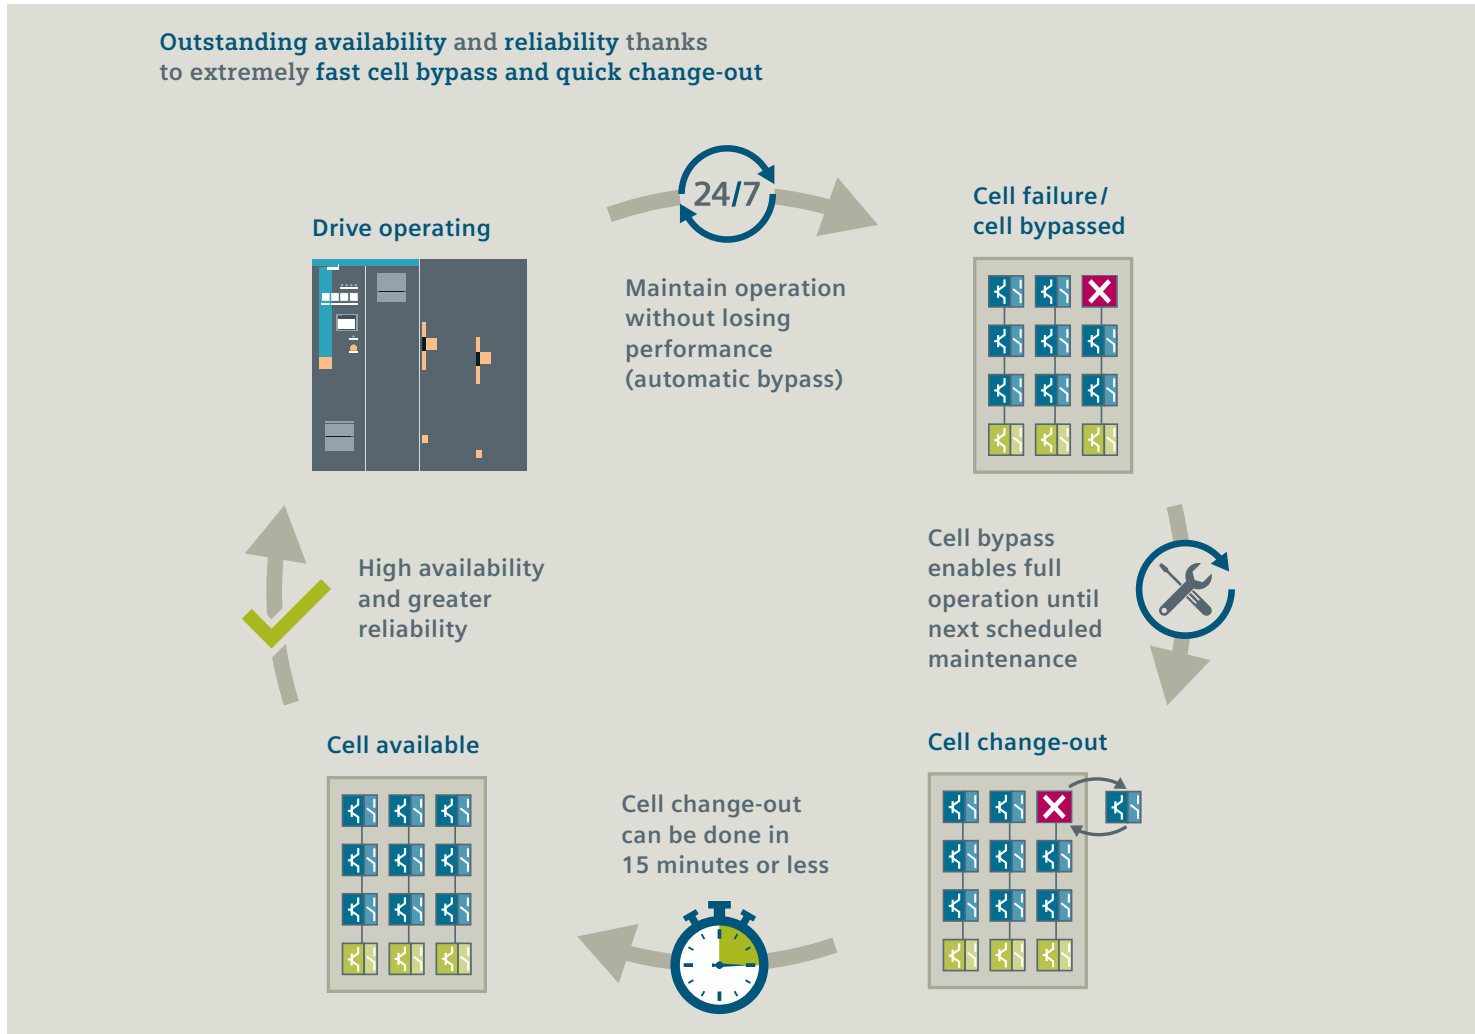 Outstanding availability and reliability thanks
to extremely fast cell bypass and quick change-out
24/7
Drive operating
Maintain operation
without losing
performance
(automatic bypass)
Cell failure/
cell bypassed
Cell bypass
enables full
operation until
next scheduled
maintenance
Cell change-out
Cell change-out
can be done in
15 minutes or less
Cell available
High availability
and greater
reliability